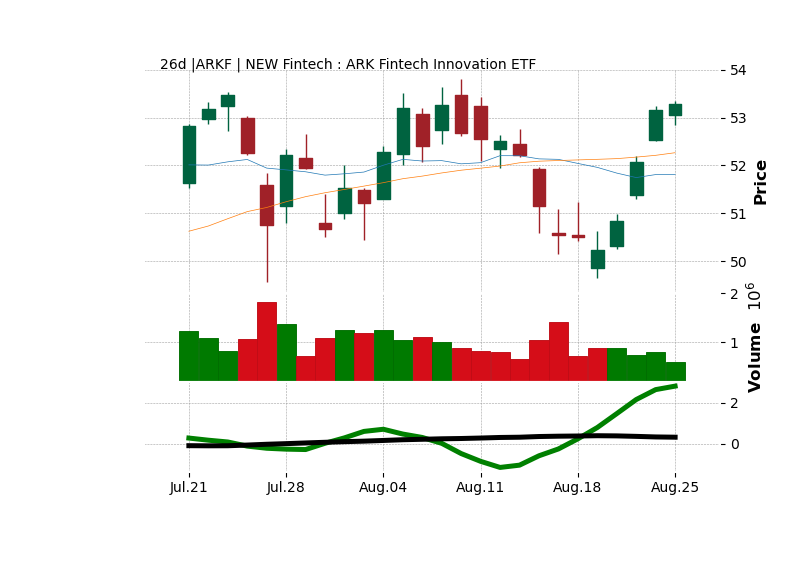 26d |ARKF | NEW Fintech : ARK Fintech Innovation ETF
54
53
52
51
50
Price
2
1
Volume 10^6
2
0
Jul.21 Jul.28 Aug.04 Aug.11 Aug.18 Aug.25